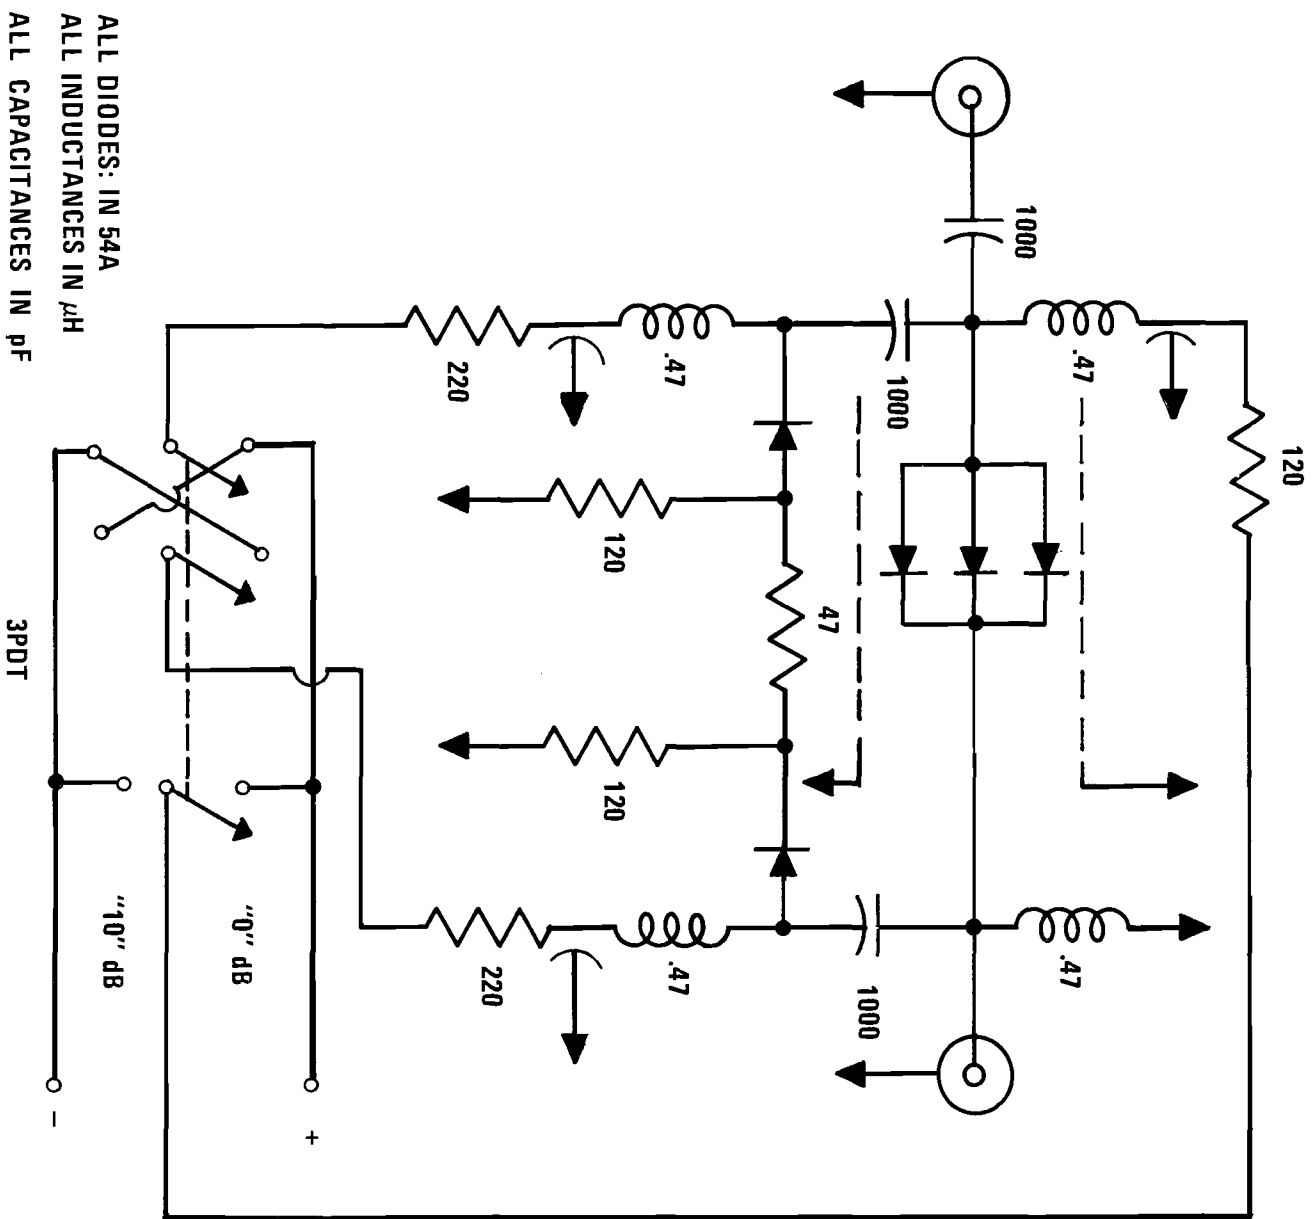 120
1000
.47
1000
47
.47
1000
.47
120
120
.47
220
220
+
"0" dB
"10" dB
−
3PDT
ALL DIODES: IN 54A
ALL INDUCTANCES IN μH
ALL CAPACITANCES IN pF